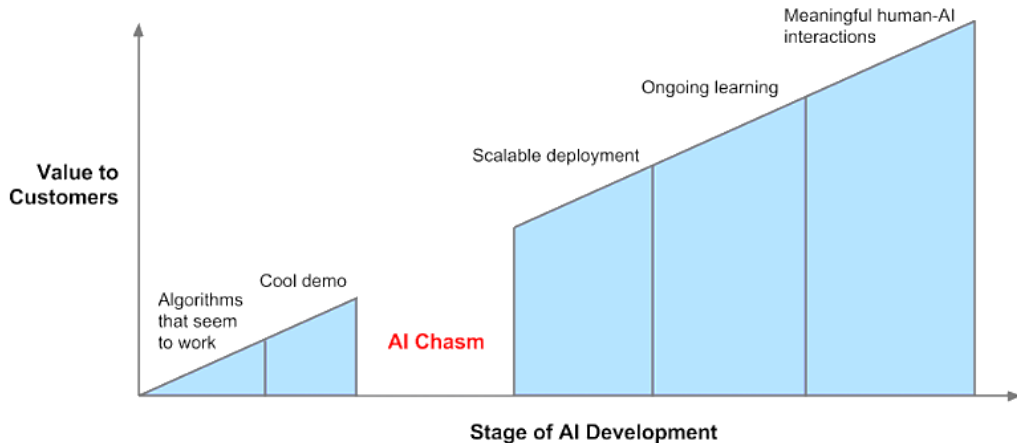 Meaningful human-AI
interactions
Ongoing learning
Scalable deployment
Value to
Customers
Cool demo
Algorithms
that seem
to work
AI Chasm
Stage of AI Development